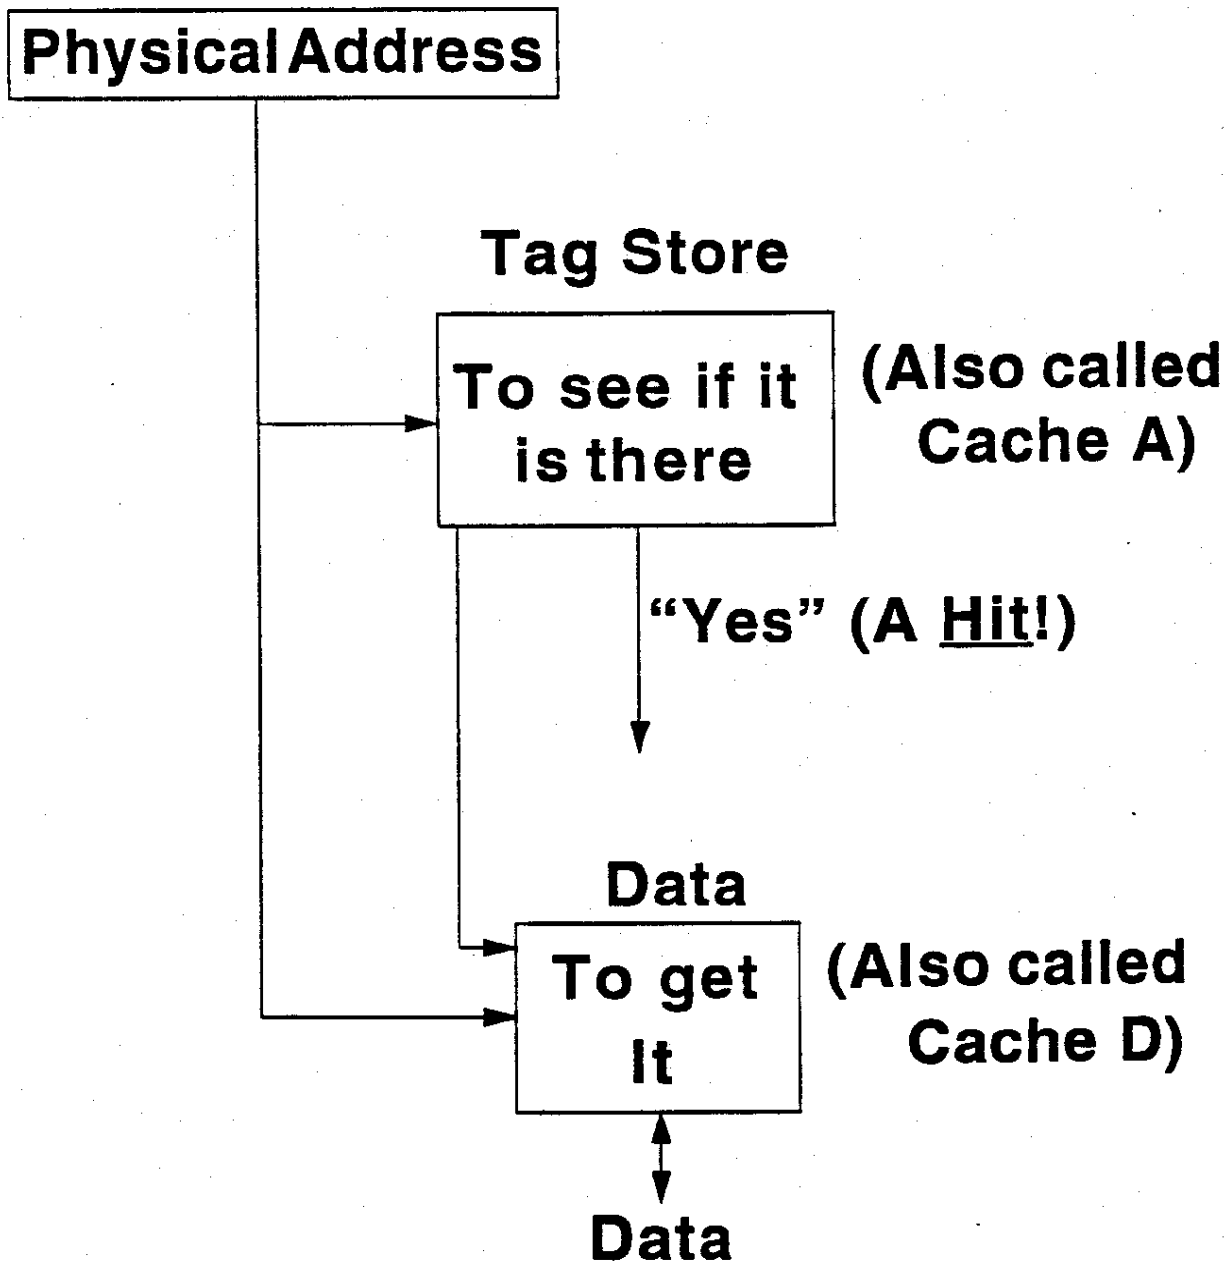 Physical Address
Tag Store
To see if it
is there
(Also called
Cache A)
“Yes” (A Hit!)
Data
To get
It
(Also called
Cache D)
Data